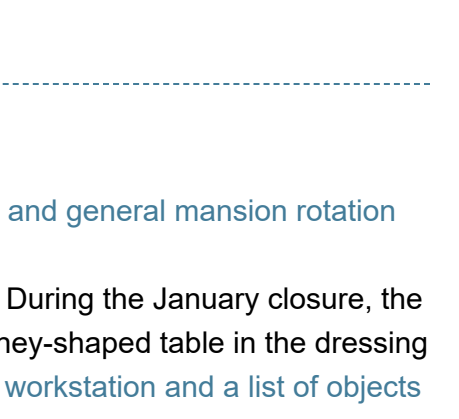 and general mansion rotation
During the January closure, the
ney-shaped table in the dressing
workstation and a list of objects